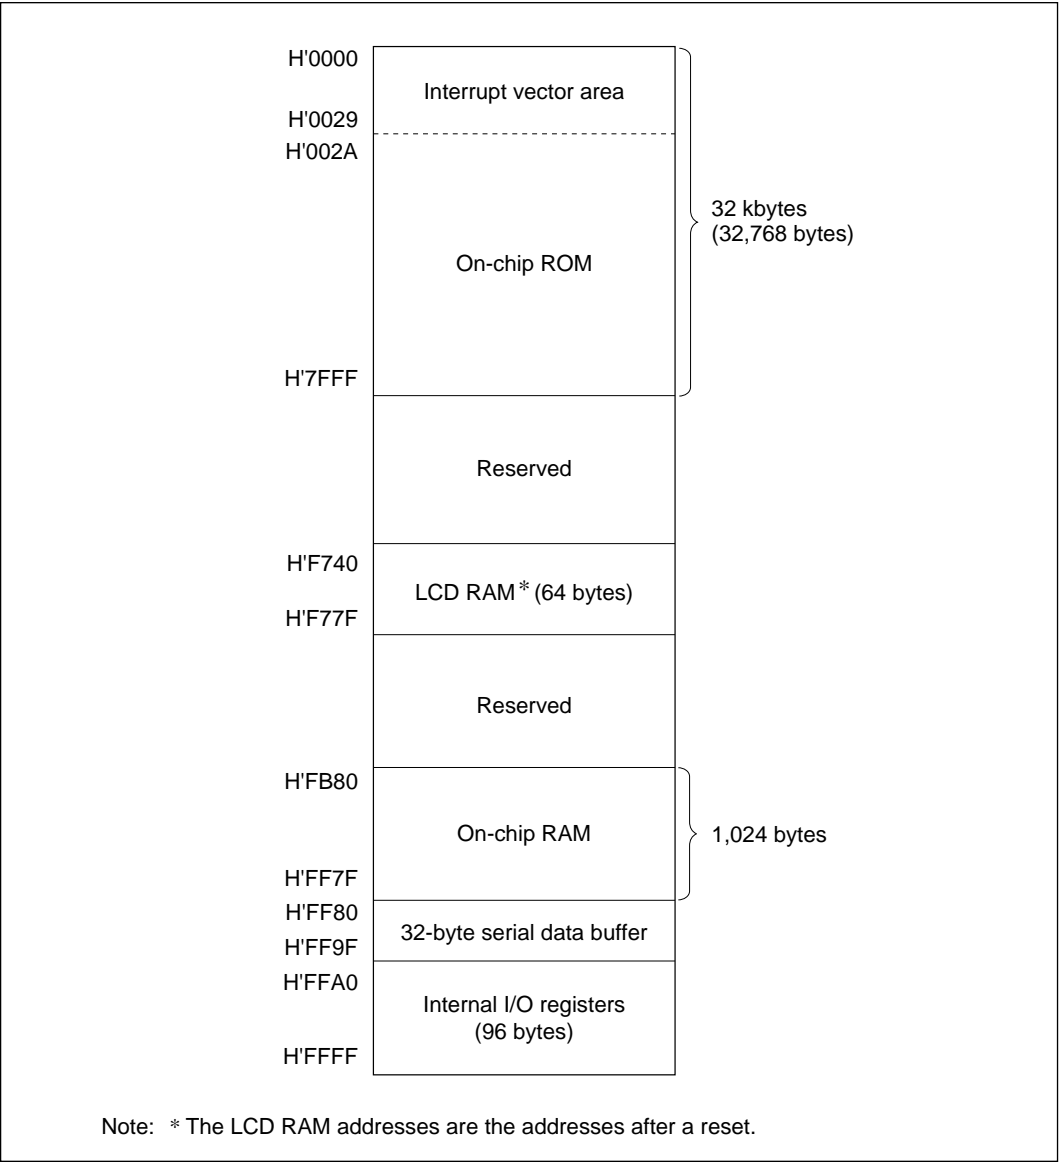 H'0000
Interrupt vector area
H'0029
H'002A
32 kbytes
(32,768 bytes)
On-chip ROM
H'7FFF
Reserved
H'F740
LCD RAM* (64 bytes)
H'F77F
Reserved
H'FB80
On-chip RAM
1,024 bytes
H'FF7F
H'FF80
32-byte serial data buffer
H'FF9F
H'FFA0
Internal I/O registers
(96 bytes)
H'FFFF
Note: * The LCD RAM addresses are the addresses after a reset.